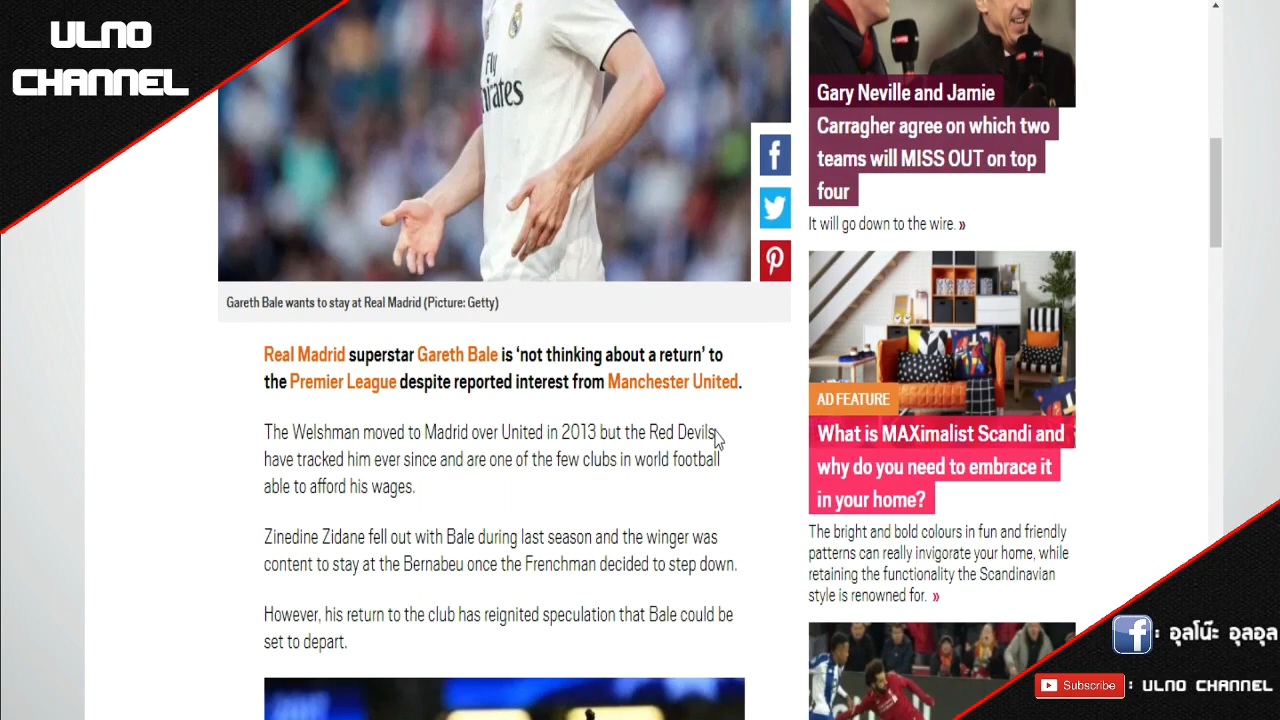 ULNO
CHANNEL
Fly
Emirates
Gareth Bale wants to stay at Real Madrid (Picture: Getty)
Real Madrid superstar Gareth Bale is ‘not thinking about a return’ to
the Premier League despite reported interest from Manchester United.
The Welshman moved to Madrid over United in 2013 but the Red Devils
have tracked him ever since and are one of the few clubs in world football
able to afford his wages.
Zinedine Zidane fell out with Bale during last season and the winger was
content to stay at the Bernabeu once the Frenchman decided to step down.
However, his return to the club has reignited speculation that Bale could be
set to depart.
Gary Neville and Jamie
Carragher agree on which two
teams will MISS OUT on top
four
It will go down to the wire. »
AD FEATURE
What is MAXimalist Scandi and
why do you need to embrace it
in your home?
The bright and bold colours in fun and friendly
patterns can really invigorate your home, while
retaining the functionality the Scandinavian
style is renowned for. »
: อุลโน๊ะ อุลอุล
Subscribe : ULNO CHANNEL